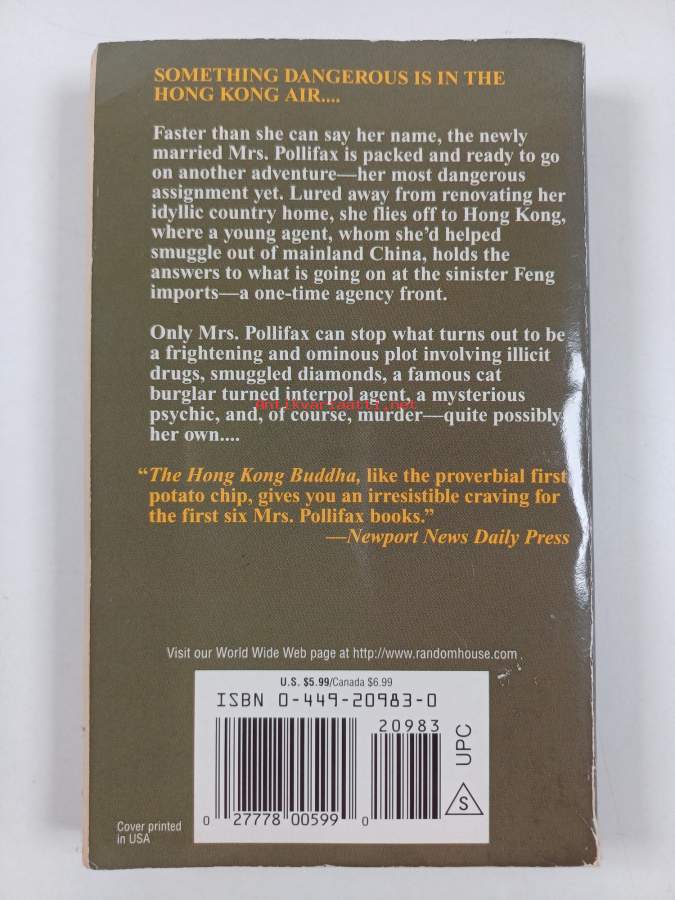 SOMETHING DANGEROUS IS IN THE
HONG KONG AIR....
Faster than she can say her name, the newly
married Mrs. Pollifax is packed and ready to go
on another adventure—her most dangerous
assignment yet. Lured away from renovating her
idyllic country home, she flies off to Hong Kong,
where a young agent, whom she'd helped
smuggle out of mainland China, holds the
answers to what is going on at the sinister Feng
imports—a one-time agency front.
Only Mrs. Pollifax can stop what turns out to be
a frightening and ominous plot involving illicit
drugs, smuggled diamonds, a famous cat
burglar turned interpol agent, a mysterious
antikvariaatti.net
psychic, and, of course, murder—quite possibly
her own....
"The Hong Kong Buddha, like the proverbial first
potato chip, gives you an irresistible craving for
the first six Mrs. Pollifax books."
—Newport News Daily Press
Visit our World Wide Web page at http://www.randomhouse.com
U.S. $5.99/Canada $6.99
ISBN 0-449-20983-0
20983
UPC
S
0 27778 00599 0
Cover printed
in USA